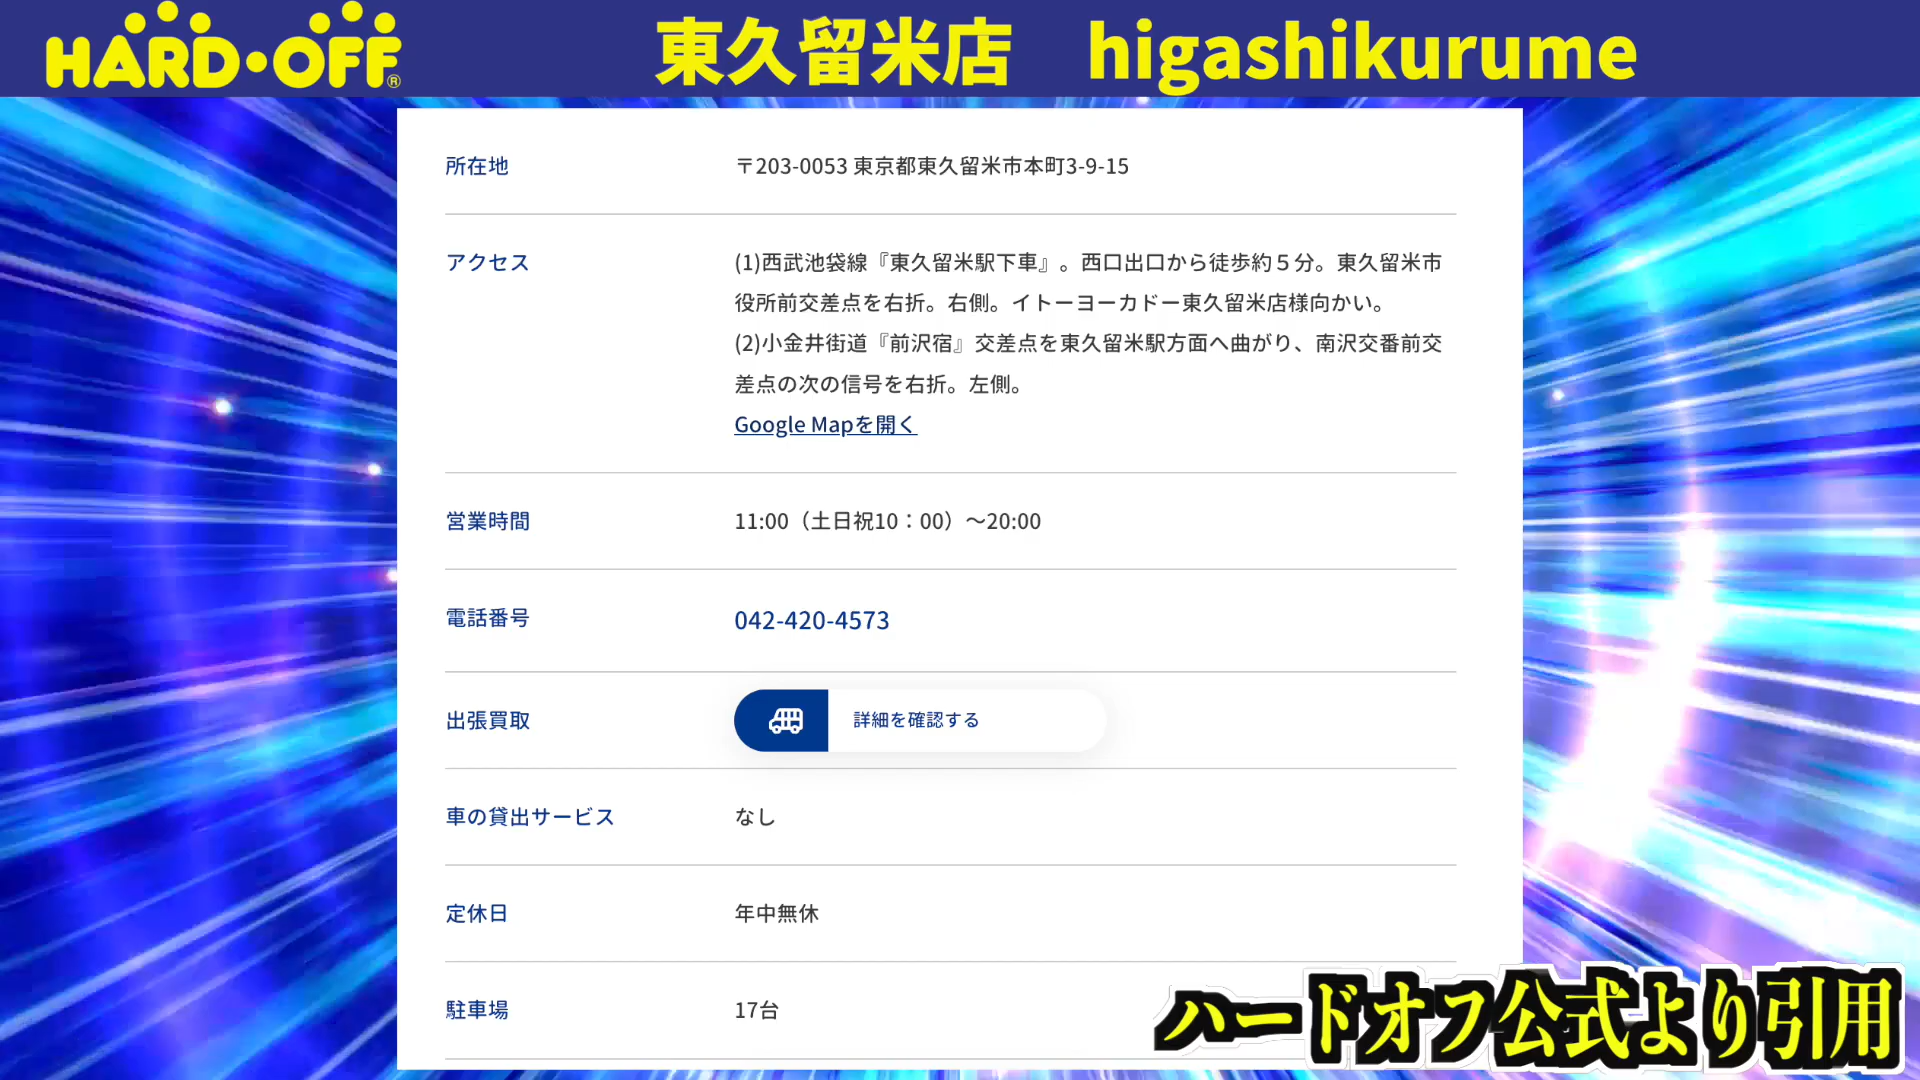 HARD・OFF®
東久留米店 higashikurume
所在地
〒203-0053 東京都東久留米市本町3-9-15
アクセス
(1)西武池袋線『東久留米駅下車』。西口出口から徒歩約５分。東久留米市
役所前交差点を右折。右側。イトーヨーカドー東久留米店様向かい。
(2)小金井街道『前沢宿』交差点を東久留米駅方面へ曲がり、南沢交番前交
差点の次の信号を右折。左側。
Google Mapを開く
営業時間
11:00（土日祝10：00）～20:00
電話番号
042-420-4573
出張買取
詳細を確認する
車の貸出サービス
なし
定休日
年中無休
駐車場
17台
ハードオフ公式より引用